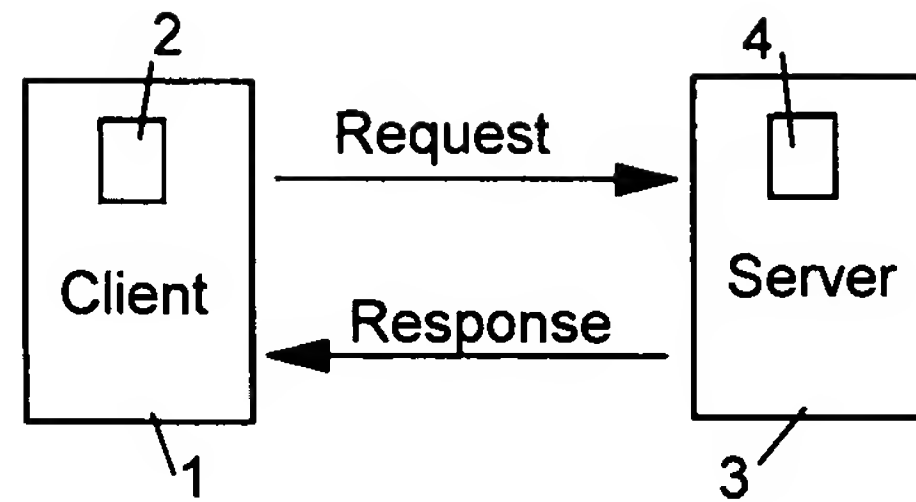 2
4
Request
Client
Server
Response
1
3